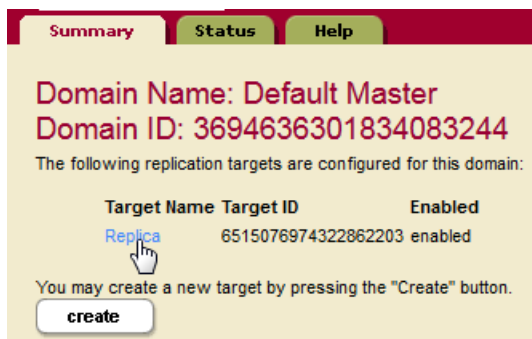 Summary Status Help
Domain Name: Default Master
Domain ID: 3694636301834083244
The following replication targets are configured for this domain:
Target Name Target ID Enabled
Replica 6515076974322862203 enabled
You may create a new target by pressing the "Create" button.
create